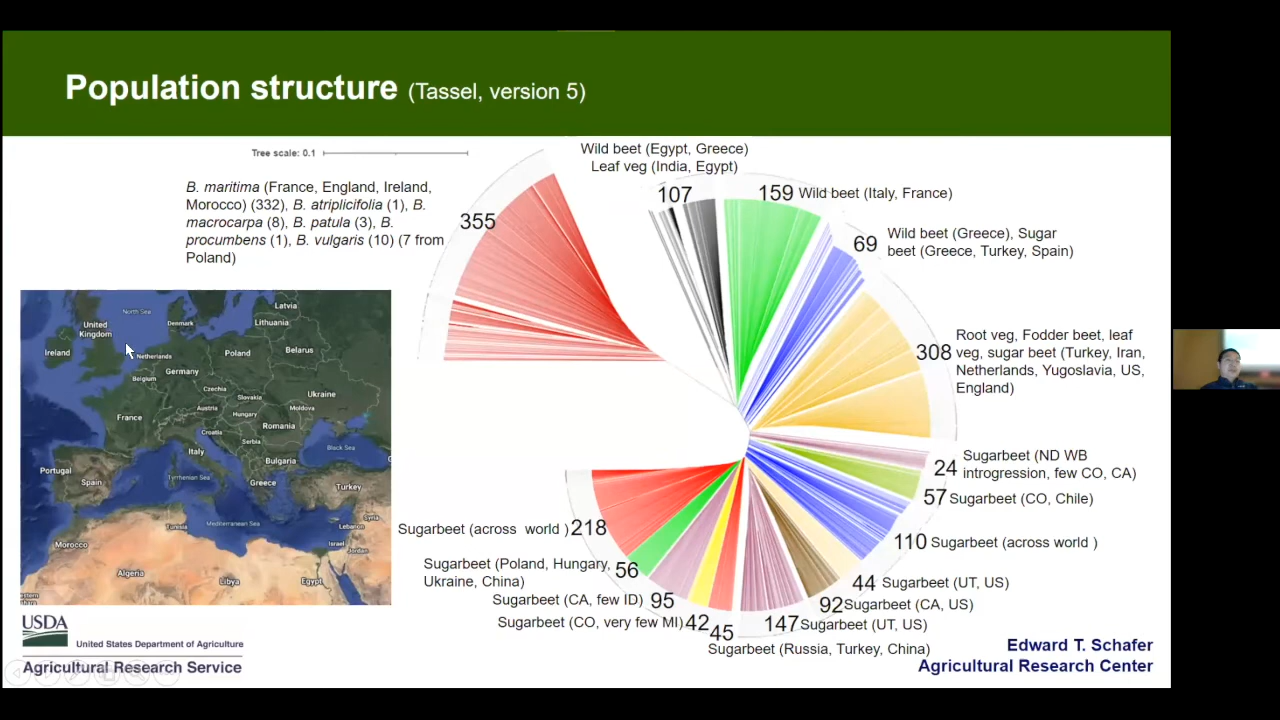 Population structure (Tassel, version 5)
Tree scale: 0.1
B. maritima (France, England, Ireland,
Morocco) (332), B. atriplicifolia (1), B.
macrocarpa (8), B. patula (3), B.
procumbens (1), B. vulgaris (10) (7 from
Poland)
355
Wild beet (Egypt, Greece)
Leaf veg (India, Egypt)
107
159 Wild beet (Italy, France)
69
Wild beet (Greece), Sugar
beet (Greece, Turkey, Spain)
308
Root veg, Fodder beet, leaf
veg, sugar beet (Turkey, Iran,
Netherlands, Yugoslavia, US,
England)
24
Sugarbeet (ND WB
introgression, few CO, CA)
57 Sugarbeet (CO, Chile)
110 Sugarbeet (across world )
44 Sugarbeet (UT, US)
92 Sugarbeet (CA, US)
147 Sugarbeet (UT, US)
45
Sugarbeet (Russia, Turkey, China)
Sugarbeet (CO, very few MI) 42
Sugarbeet (CA, few ID) 95
Sugarbeet (Poland, Hungary,
Ukraine, China)
56
Sugarbeet (across world ) 218
North Sea
Latvia
United
Kingdom
Denmark
Lithuania
Ireland
Netherlands
Poland
Belarus
Belgium
Germany
Czechia
Ukraine
Slovakia
Austria
Hungary
Moldova
France
Croatia
Romania
Serbia
Black Sea
Italy
Bulgaria
Portugal
Spain
Tyrrhenian Sea
Greece
Turkey
Tunisia
Mediterranean Sea
Syria
Lebanon
Morocco
Israel
Jordan
Algeria
Libya
Egypt
Western
Sahara
USDA
United States Department of Agriculture
Agricultural Research Service
Edward T. Schafer
Agricultural Research Center